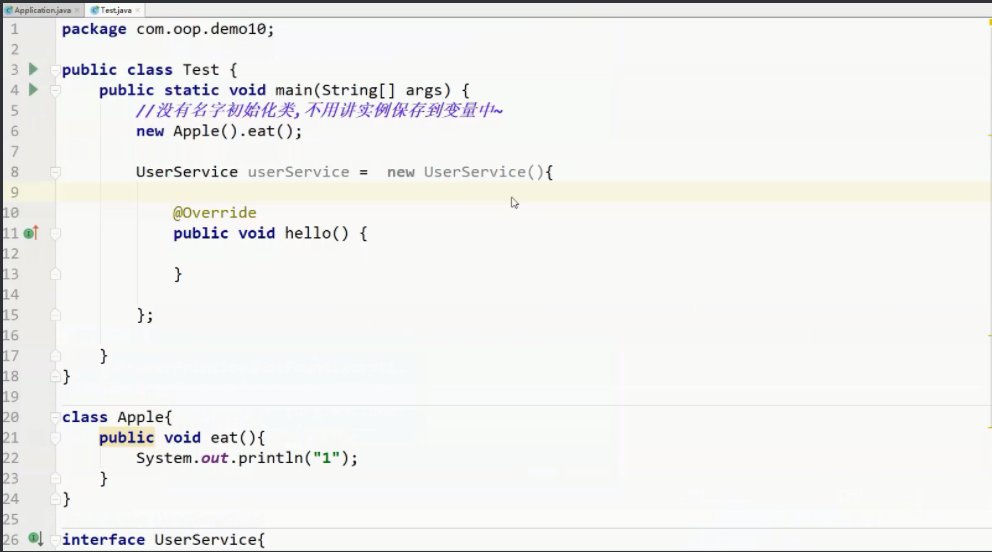 Application.java × Test.java ×
1 package com.oop.demo10;
2
3 public class Test {
4 public static void main(String[] args) {
5 //没有名字初始化类,不用讲实例保存到变量中~
6 new Apple().eat();
7
8 UserService userService = new UserService(){
9
10 @Override
11 public void hello() {
12
13 }
14
15 };
16
17 }
18 }
19
20 class Apple{
21 public void eat(){
22 System.out.println("1");
23 }
24 }
25
26 interface UserService{